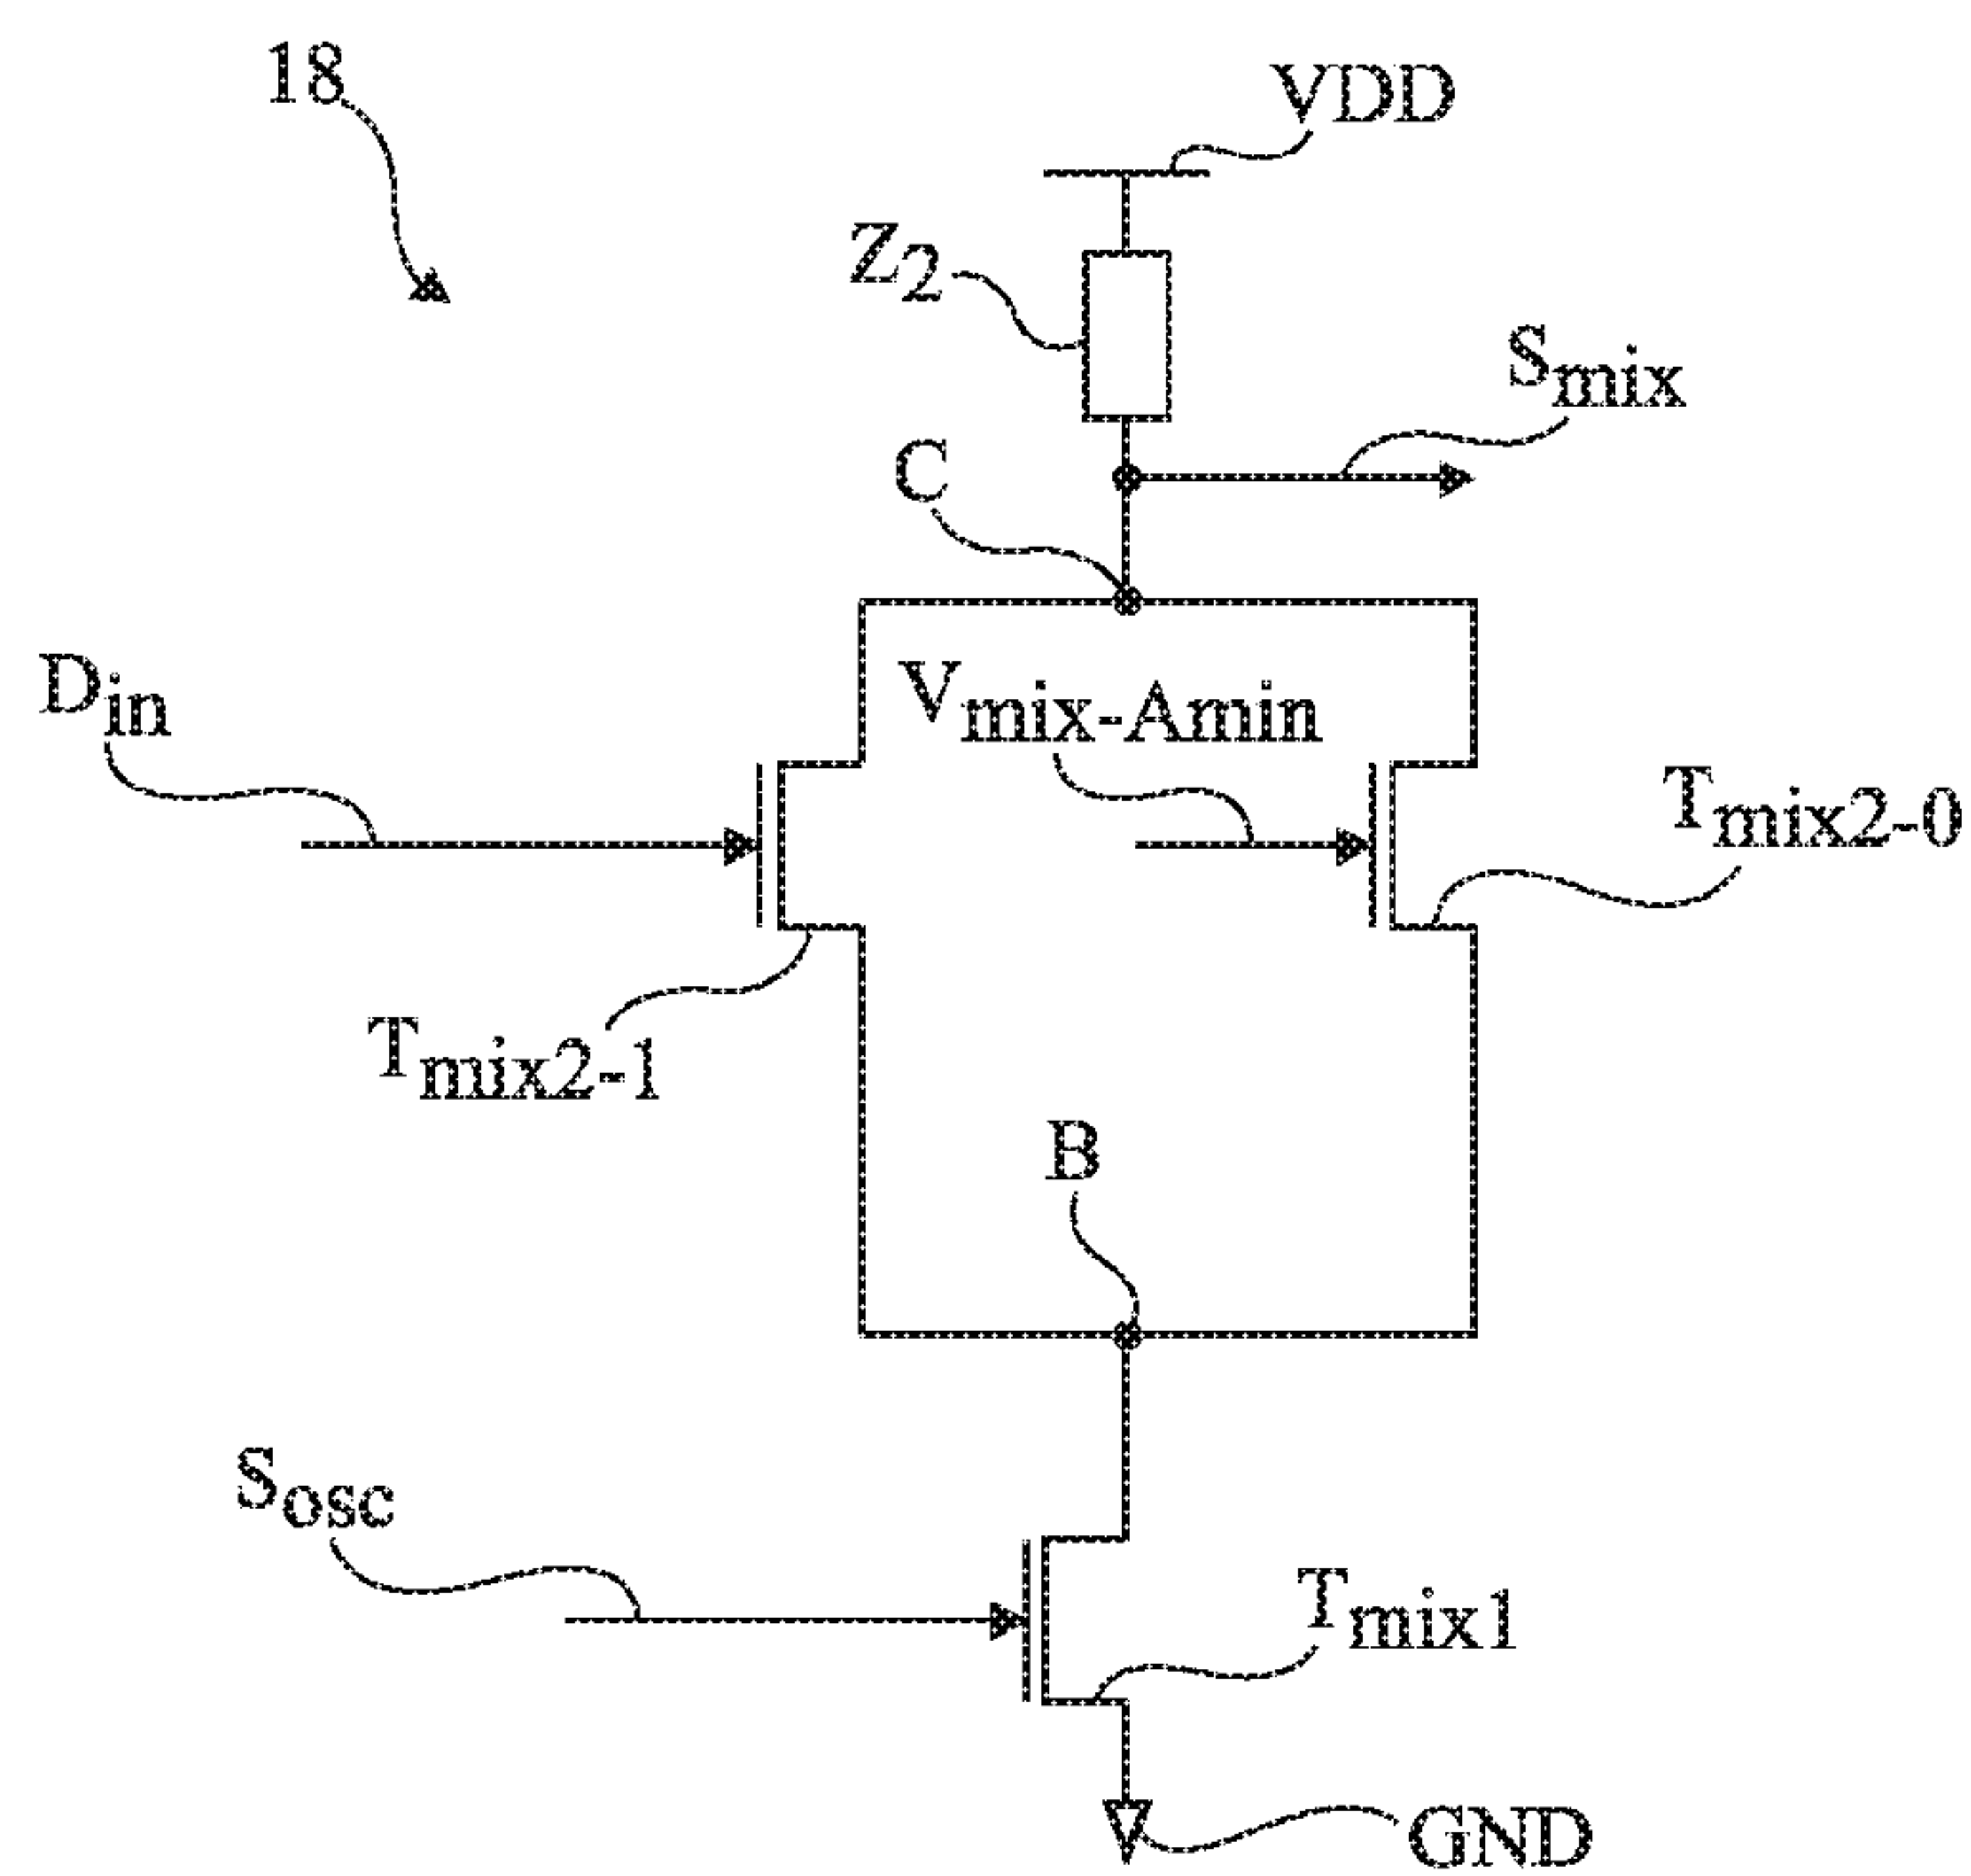 18
VDD
Z2
Smix
C
Din
Vmix-Amin
Tmix2-0
Tmix2-1
B
Sosc
Tmix1
GND